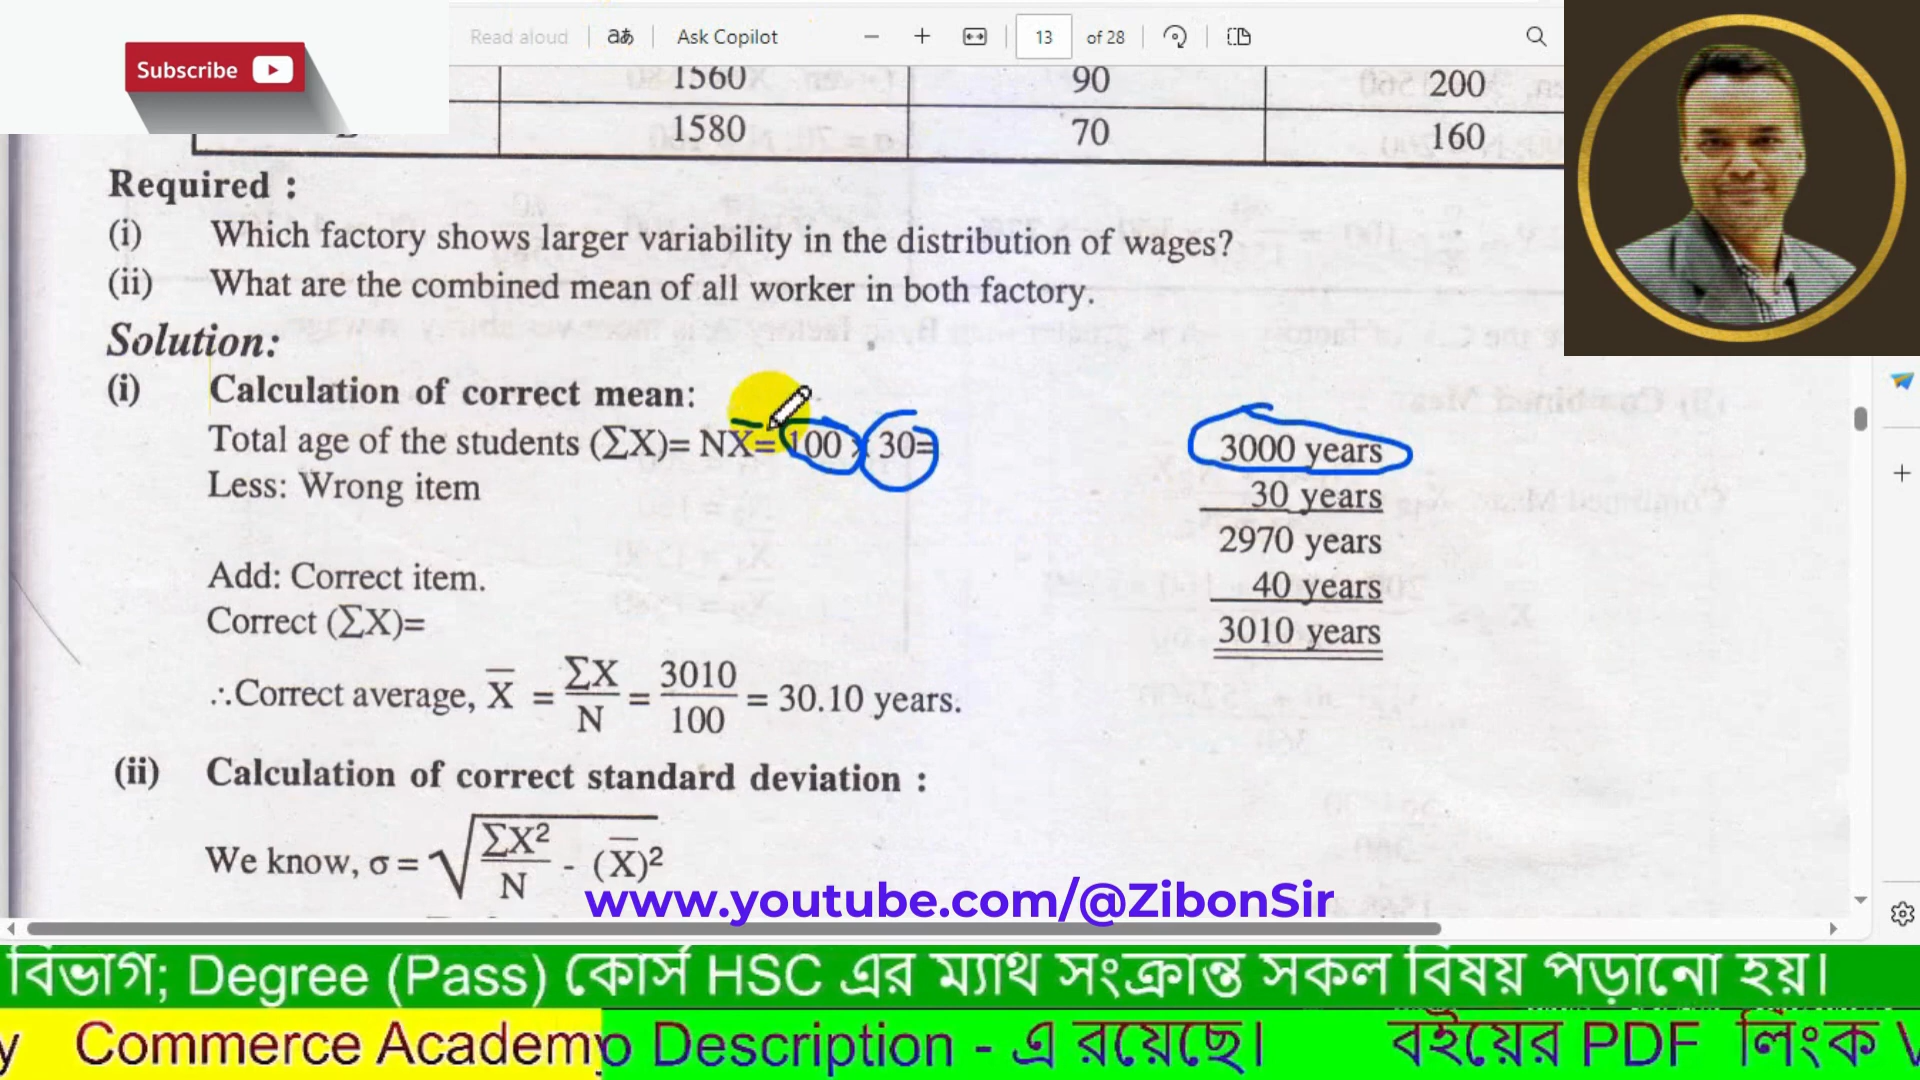 Subscribe
Read aloud
aあ
Ask Copilot
13 of 28
1560 90 200
1580 70 160
Required :
(i) Which factory shows larger variability in the distribution of wages?
(ii) What are the combined mean of all worker in both factory.
Solution:
(i) Calculation of correct mean:
Total age of the students (∑X)= NX̅= 100 x 30= 3000 years
Less: Wrong item 30 years
2970 years
Add: Correct item. 40 years
Correct (∑X)= 3010 years
∴Correct average, X̅ = ∑X/N = 3010/100 = 30.10 years.
(ii) Calculation of correct standard deviation :
We know, σ = √(∑X²/N - (X̅)²)
www.youtube.com/@ZibonSir
বিভাগ; Degree (Pass) কোর্স HSC এর ম্যাথ সংক্রান্ত সকল বিষয় পড়ানো হয়।
y Commerce Academy
o Description - এ রয়েছে। বইয়ের PDF লিংক V